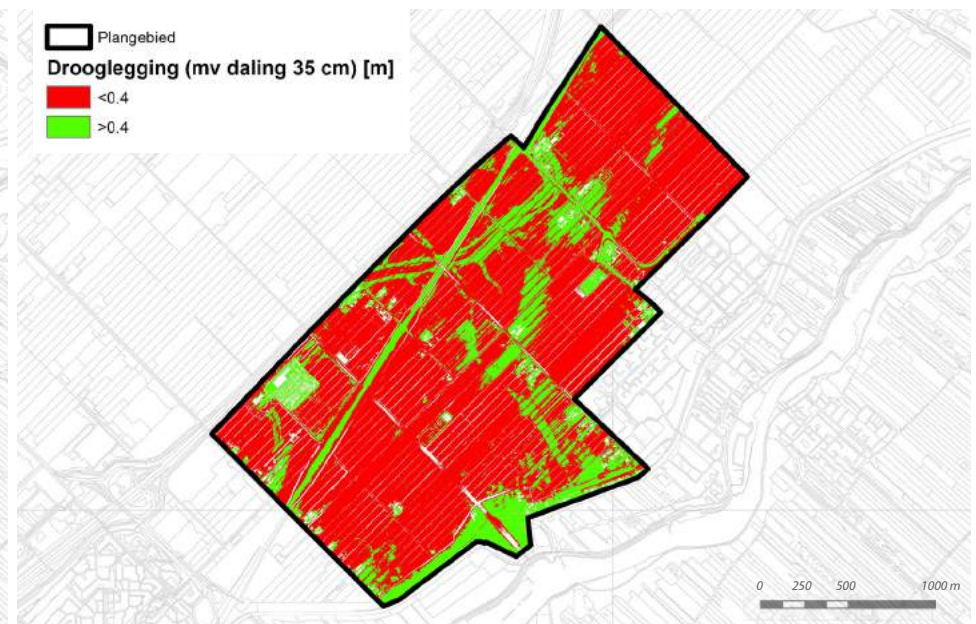 Plangebied
Drooglegging (mv daling 35 cm) [m]
<0.4
>0.4
0 250 500 1000 m